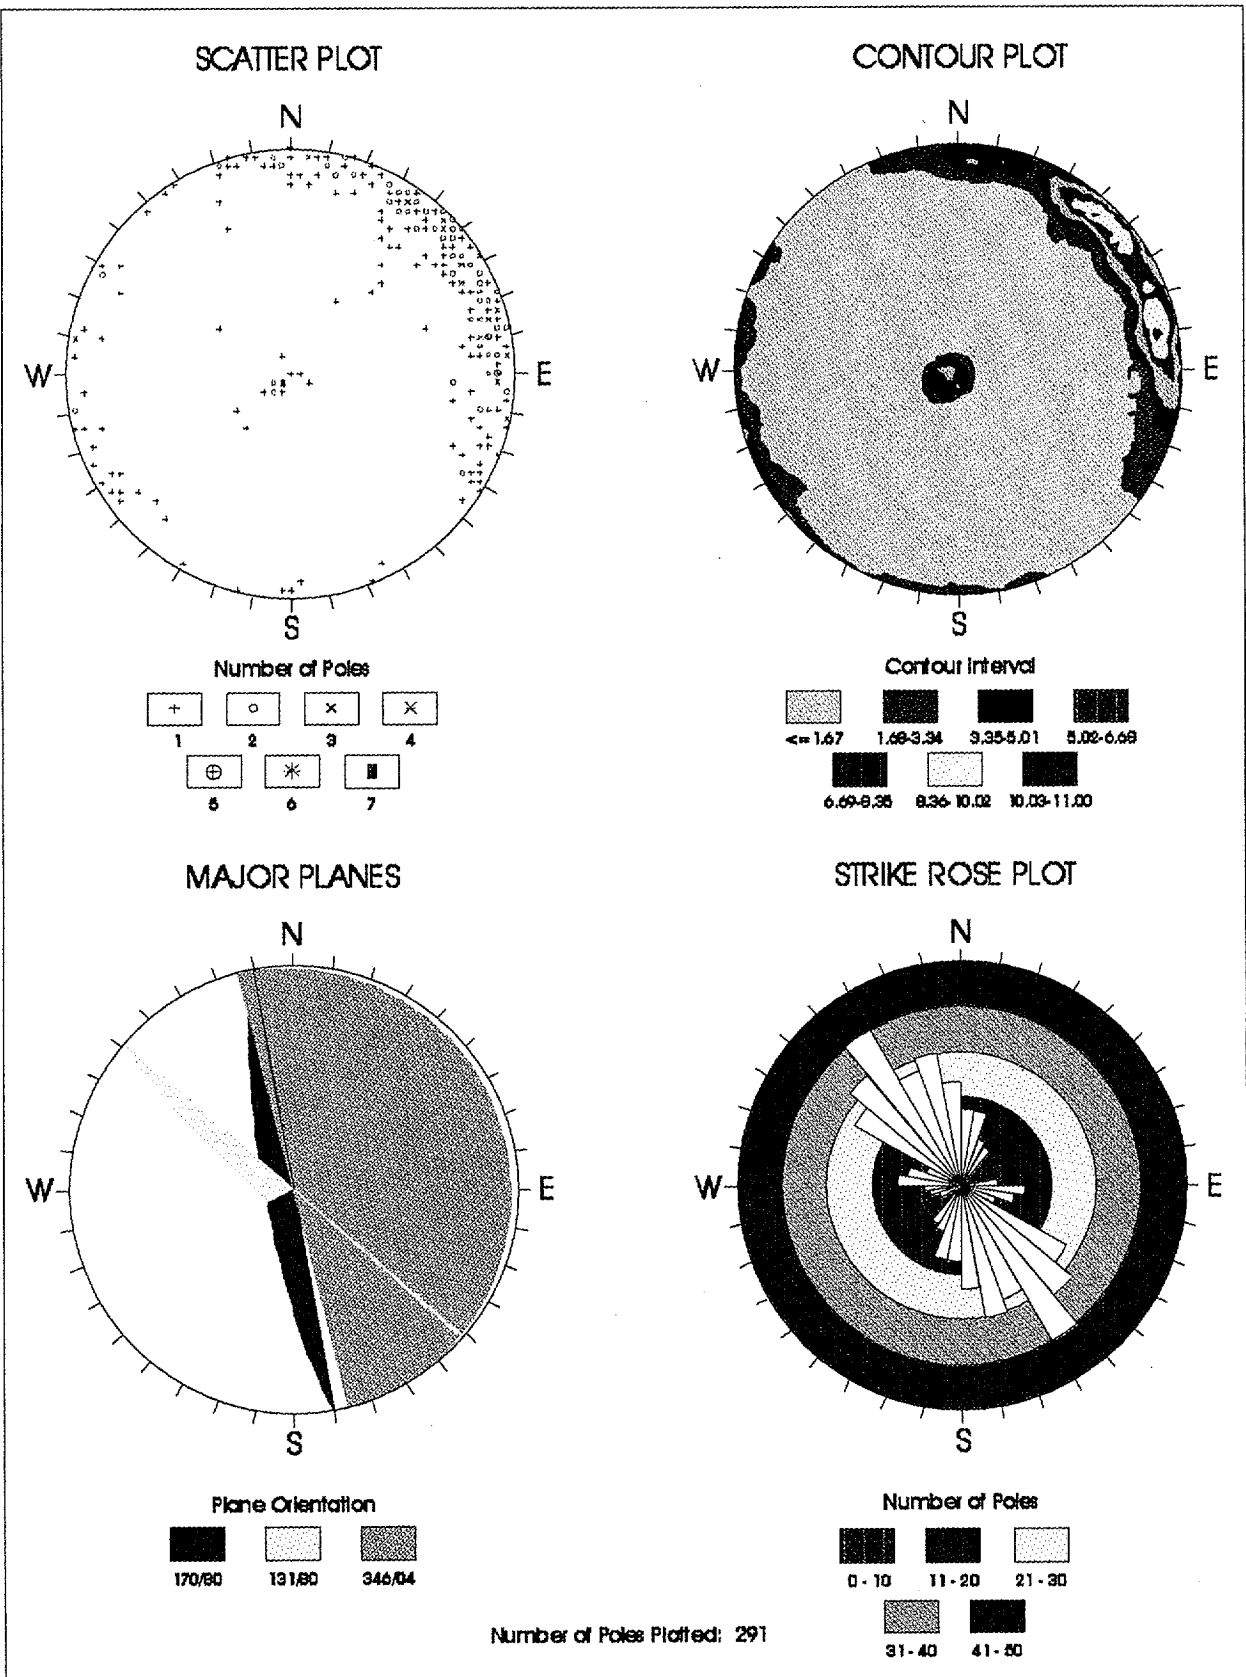 SCATTER PLOT
N
W
E
S
Number of Poles
1 2 3 4
5 6 7
CONTOUR PLOT
N
W
E
S
Contour Interval
<= 1.67 1.68-3.34 3.35-5.01 5.02-6.68
6.69-8.35 8.36-10.02 10.03-11.00
MAJOR PLANES
N
W
E
S
Plane Orientation
170/80 131/80 346/04
STRIKE ROSE PLOT
N
W
E
S
Number of Poles
0 - 10 11 - 20 21 - 30
31 - 40 41 - 50
Number of Poles Plotted: 291